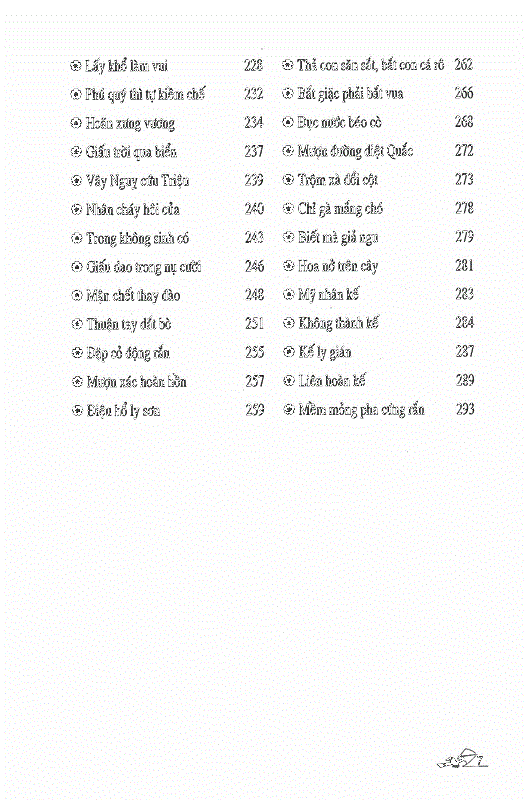 Lấy khổ làm vui 228
Phú quý thì tự kiềm chế 232
Hoãn xưng vương 234
Giấu trời qua biển 237
Vây Ngụy cứu Triệu 239
Nhân cháy hôi của 240
Trong không sinh có 243
Giấu dao trong nụ cười 246
Mận chết thay đào 248
Thuận tay dắt bò 251
Đập cỏ động rắn 255
Mượn xác hoàn hồn 257
Điệu hổ ly sơn 259
Thả con săn sắt, bắt con cá rô 262
Bắt giặc phải bắt vua 266
Đục nước béo cò 268
Mượn đường diệt Quắc 272
Trộm xà đổi cột 273
Chỉ gà mắng chó 278
Biết mà giả ngu 279
Hoa nở trên cây 281
Mỹ nhân kế 283
Không thành kế 284
Kế ly gián 287
Liên hoàn kế 289
Mềm mỏng pha cứng rắn 293
7